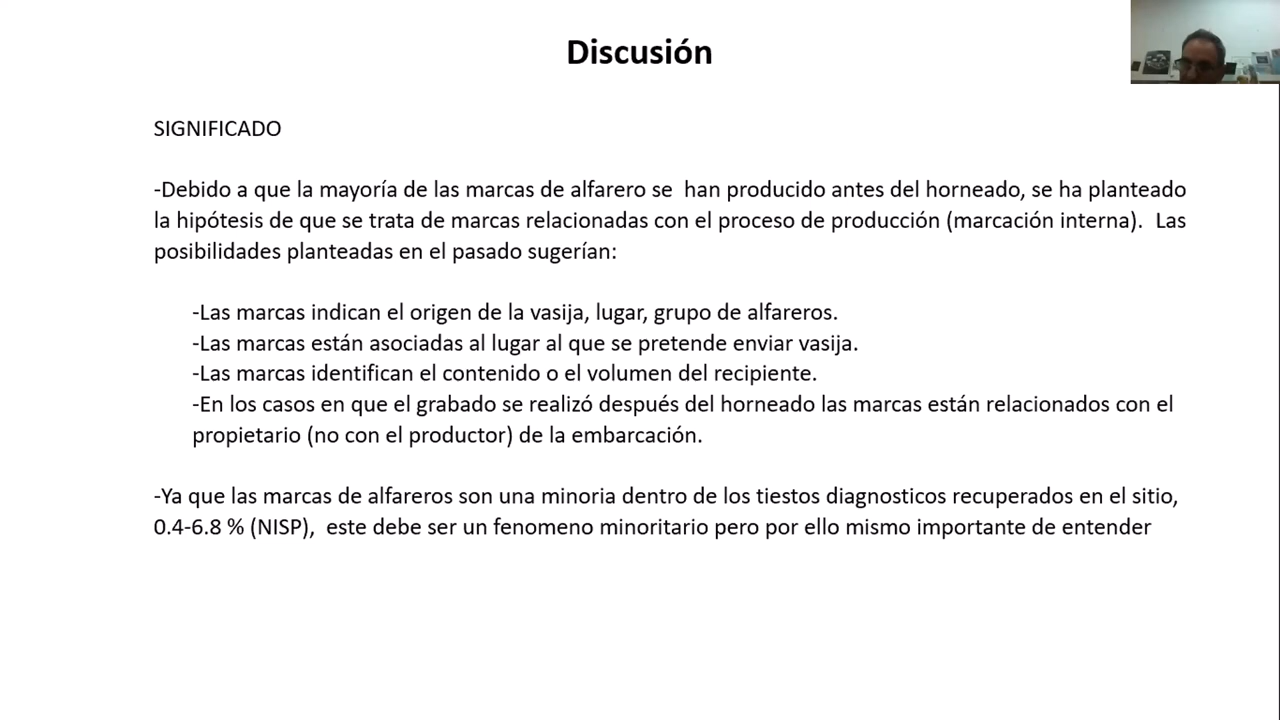 Discusión
SIGNIFICADO
-Debido a que la mayoría de las marcas de alfarero se  han producido antes del horneado, se ha planteado
la hipótesis de que se trata de marcas relacionadas con el proceso de producción (marcación interna).  Las
posibilidades planteadas en el pasado sugerían:
-Las marcas indican el origen de la vasija, lugar, grupo de alfareros.
-Las marcas están asociadas al lugar al que se pretende enviar vasija.
-Las marcas identifican el contenido o el volumen del recipiente.
-En los casos en que el grabado se realizó después del horneado las marcas están relacionados con el
propietario (no con el productor) de la embarcación.
-Ya que las marcas de alfareros son una minoria dentro de los tiestos diagnosticos recuperados en el sitio,
0.4-6.8 % (NISP),  este debe ser un fenomeno minoritario pero por ello mismo importante de entender